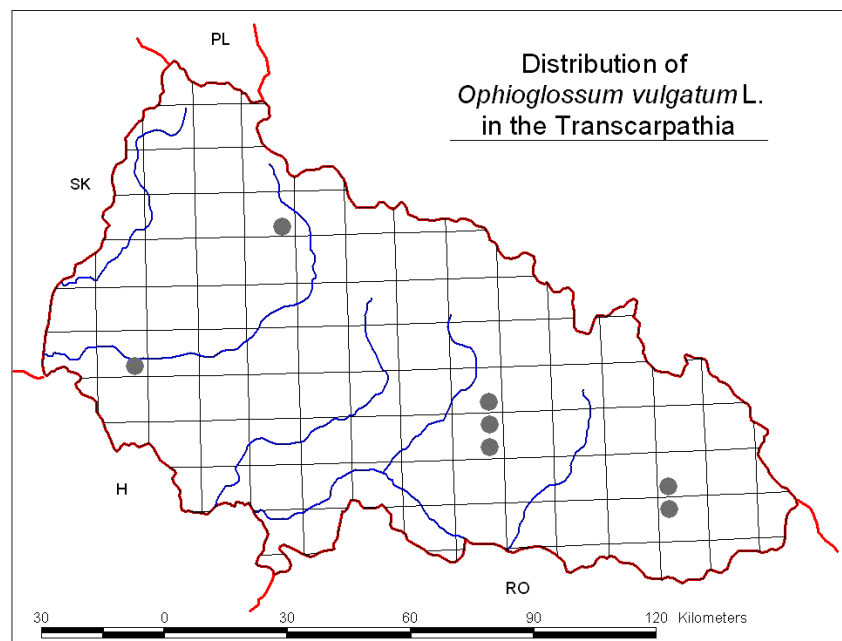 PL
Distribution of
Ophioglossum vulgatum L.
in the Transcarpathia
SK
H
RO
30 0 30 60 90 120 Kilometers